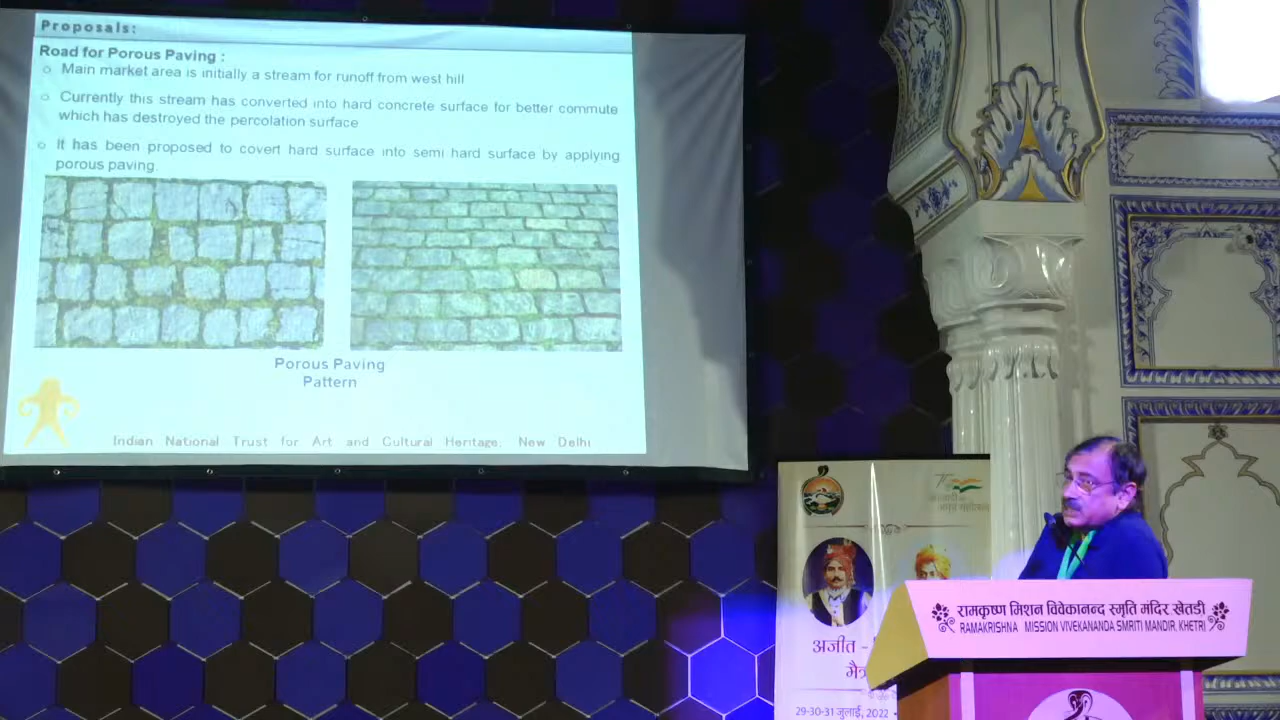 Proposals:
Road for Porous Paving :
Main market area is initially a stream for runoff from west hill
Currently this stream has converted into hard concrete surface for better commute
which has destroyed the percolation surface
It has been proposed to covert hard surface into semi hard surface by applying
porous paving.
Porous Paving
Pattern
Indian National Trust for Art and Cultural Heritage; New Delhi
अजीत -
29-30-31 जुलाई, 2022
रामकृष्ण मिशन विवेकानन्द स्मृति मंदिर, खेतडी
RAMAKRISHNA MISSION VIVEKANANDA SMRITI MANDIR, KHETRI